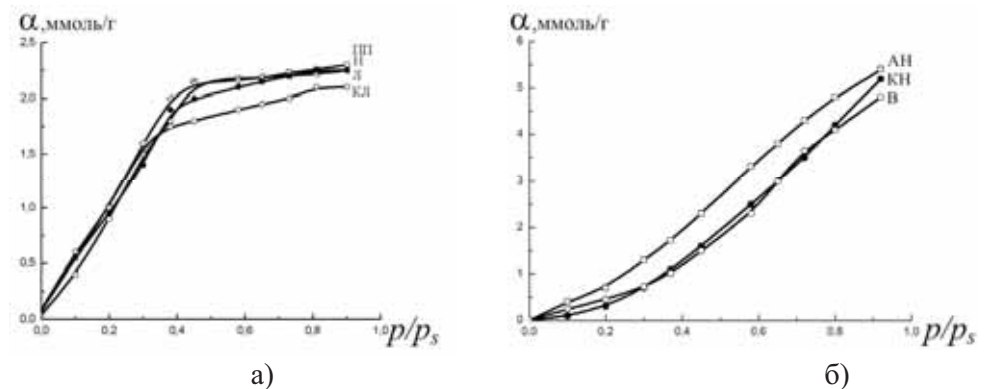 α,ммоль/г
2,5
2,0
1,5
1,0
0,5
0,0
0,0 0,2 0,4 0,6 0,8 1,0
p/pₛ
ПП
Н
Л
КЛ
а)
α,ммоль/г
6
5
4
3
2
1
0
0,0 0,2 0,4 0,6 0,8 1,0
p/pₛ
АН
КН
В
б)